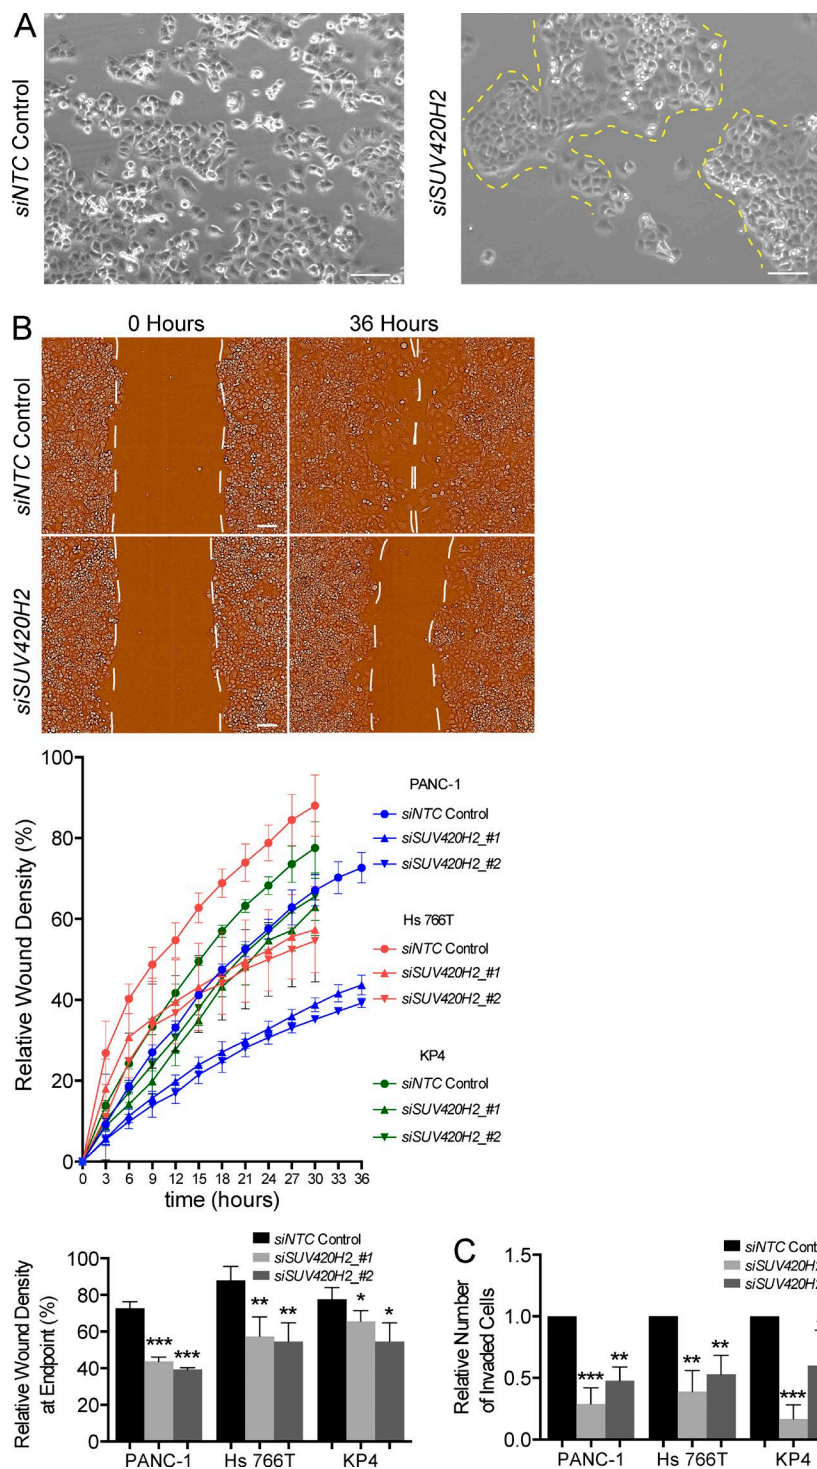 A
siNTC Control
siSUV420H2
B
0 Hours
36 Hours
siNTC Control
siSUV420H2
Relative Wound Density (%)
100
80
60
40
20
0
0 3 6 9 12 15 18 21 24 27 30 33 36
time (hours)
PANC-1
siNTC Control
siSUV420H2_#1
siSUV420H2_#2
Hs 766T
siNTC Control
siSUV420H2_#1
siSUV420H2_#2
KP4
siNTC Control
siSUV420H2_#1
siSUV420H2_#2
Relative Wound Density
at Endpoint (%)
100
80
60
40
20
0
siNTC Control
siSUV420H2_#1
siSUV420H2_#2
*** *** ** ** * *
PANC-1 Hs 766T KP4
C
Relative Number
of Invaded Cells
1.5
1.0
0.5
0.0
siNTC Cont
siSUV420H2
siSUV420H2
*** ** ** ** ***
PANC-1 Hs 766T KP4